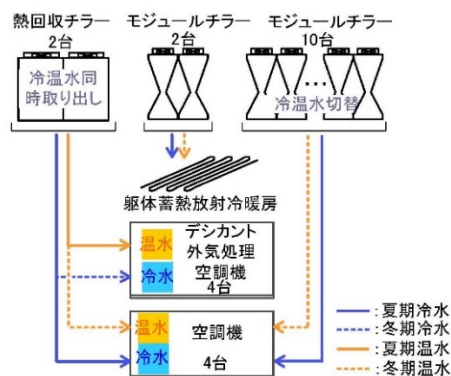 熱回収チラー
2台
モジュールチラー
2台
モジュールチラー
10台
冷温水同
時取り出し
…
冷温水切替
躯体蓄熱放射冷暖房
温水
冷水
デシカント
外気処理
空調機
4台
温水
冷水
空調機
4台
:夏期冷水
:冬期冷水
:夏期温水
:冬期温水